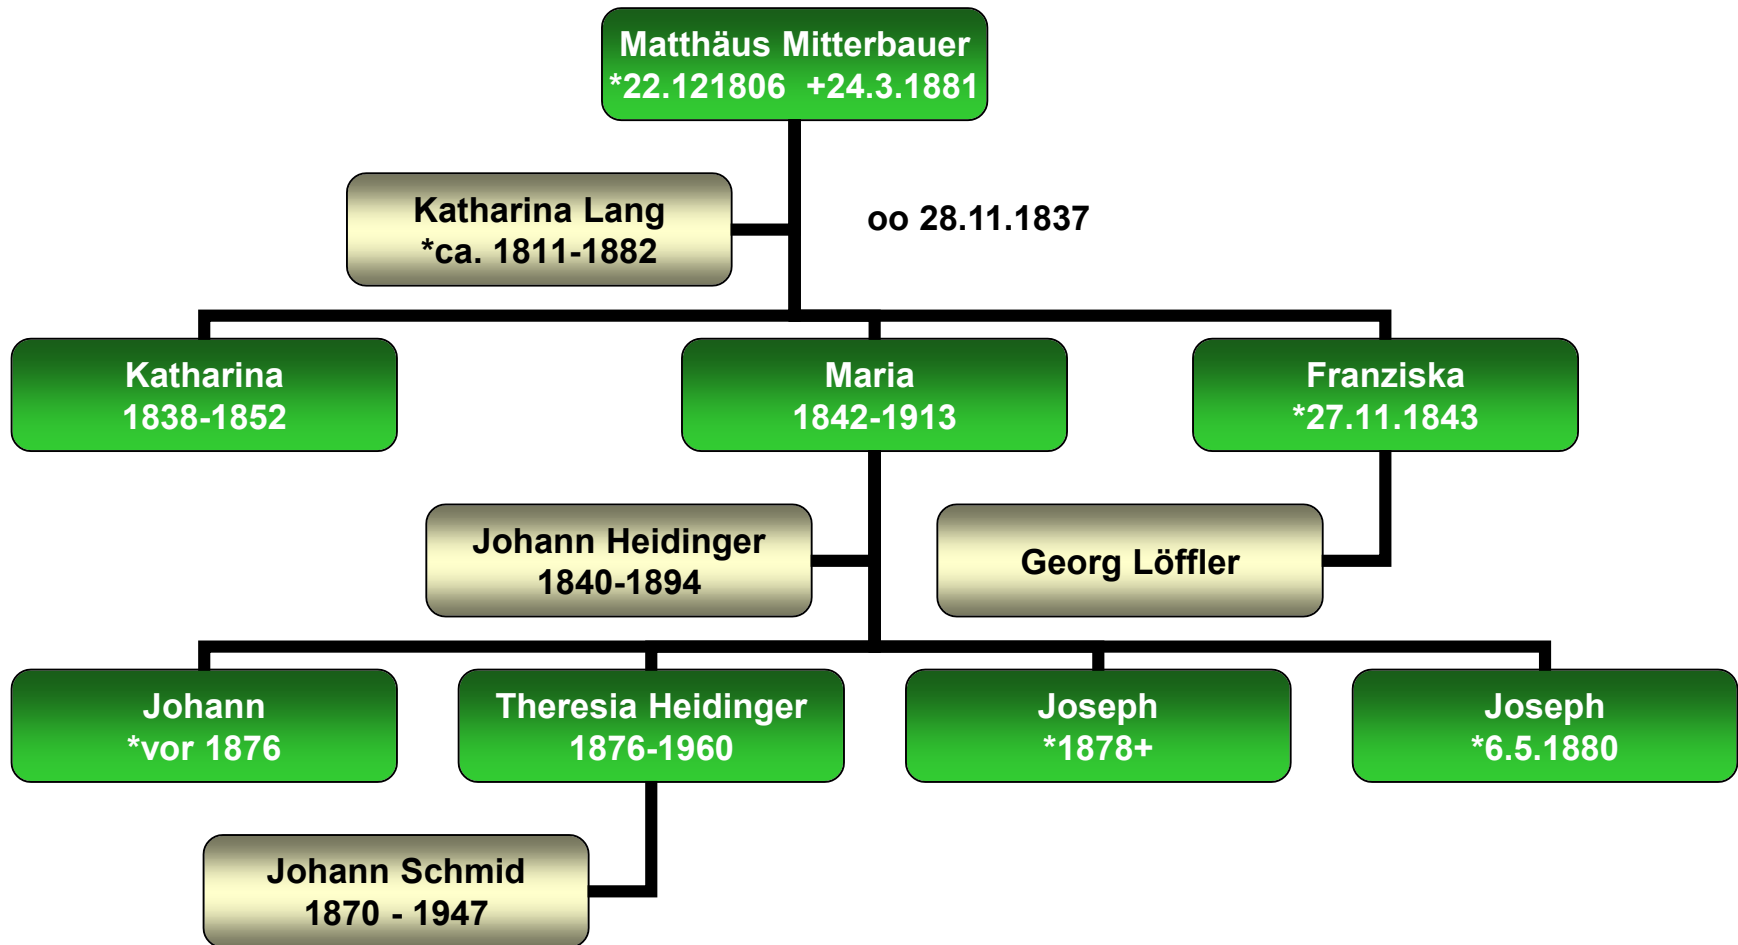 Matthäus Mitterbauer
*22.121806  +24.3.1881
Katharina Lang
*ca. 1811-1882
oo 28.11.1837
Katharina
1838-1852
Maria
1842-1913
Franziska
*27.11.1843
Johann Heidinger
1840-1894
Georg Löffler
Johann
*vor 1876
Theresia Heidinger
1876-1960
Joseph
*1878+
Joseph
*6.5.1880
Johann Schmid
1870 - 1947